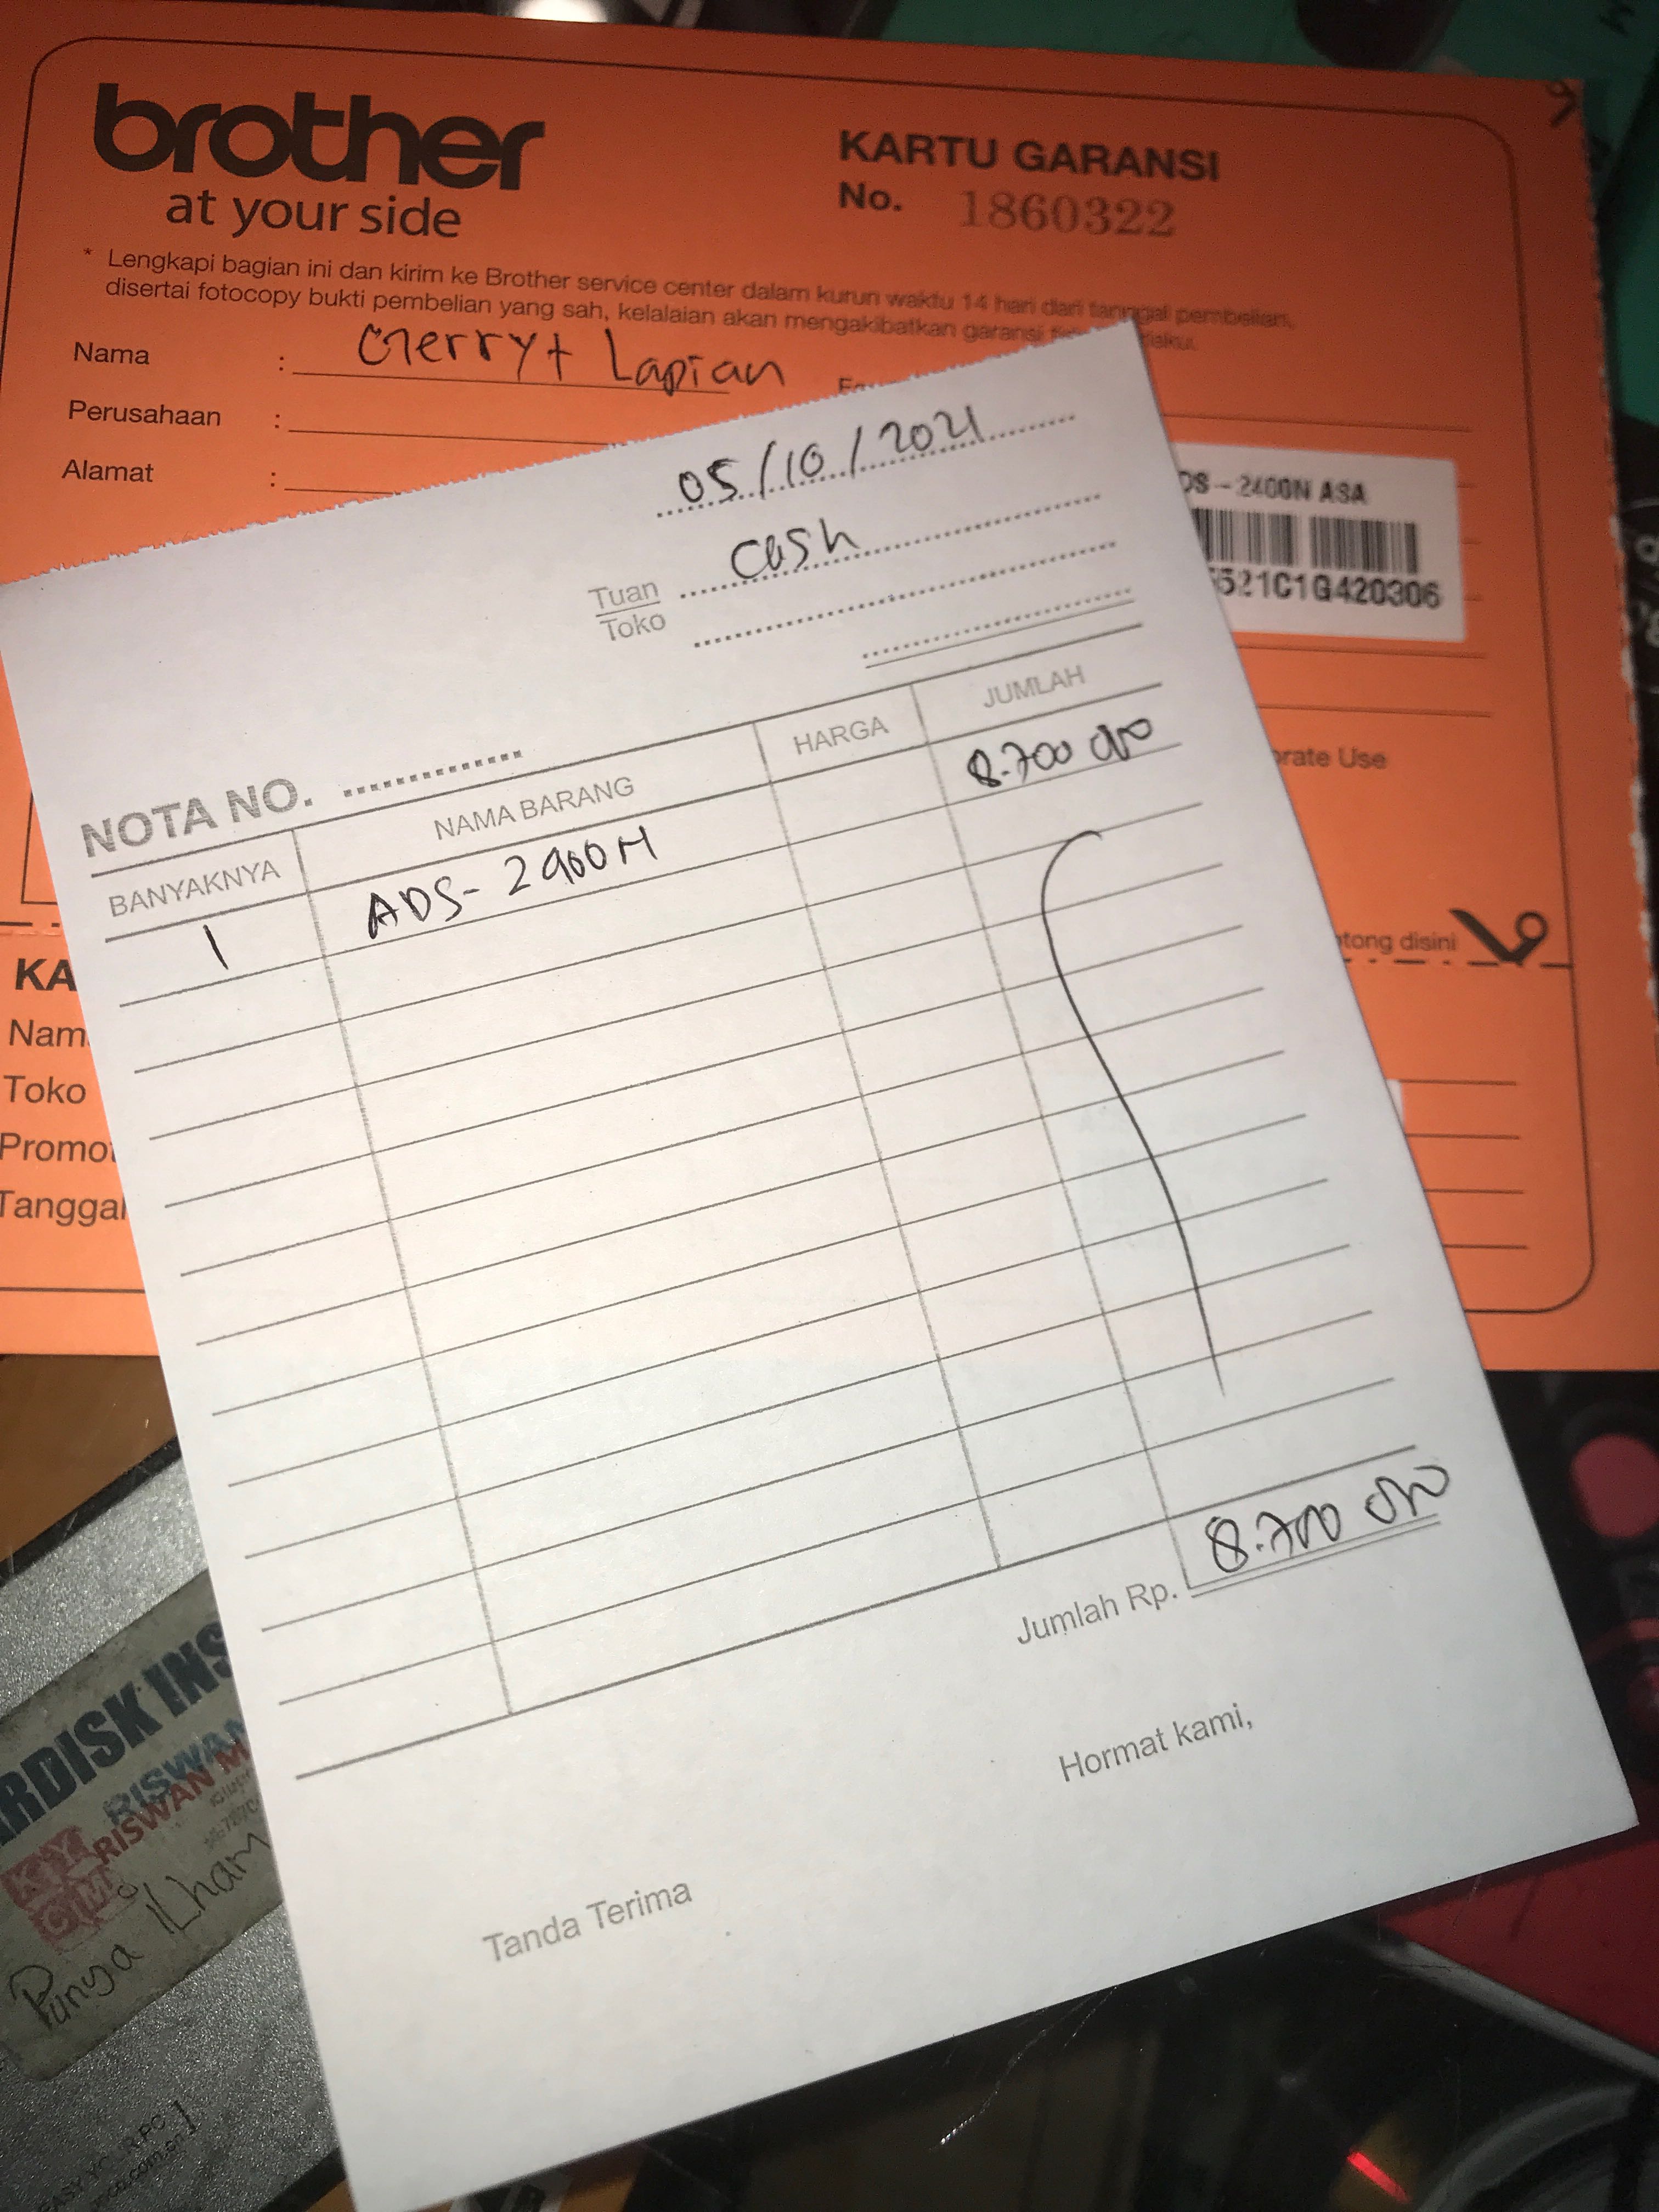 brother
at your side
KARTU GARANSI
No. 1860322
* Lengkapi bagian ini dan kirim ke Brother service center dalam kurun waktu 14 hari dari tanggal pembelian,
disertai fotocopy bukti pembelian yang sah, kelalaian akan mengakibatkan garansi
Nama : Gerryt Lapian
Perusahaan :
Alamat :
DS-2400N ASA
521C1G420306
rate Use
tong disini
KA
Nam
Toko
Promo
Tanggal
05/10/2021
Tuan Cash
Toko
NOTA NO.
BANYAKNYA NAMA BARANG HARGA JUMLAH
1 ADS-2400N 8.700 000
Jumlah Rp. 8.700 000
Tanda Terima
Hormat kami,
RDISK INS
RISWAN
RISWAN M
Punya ILham